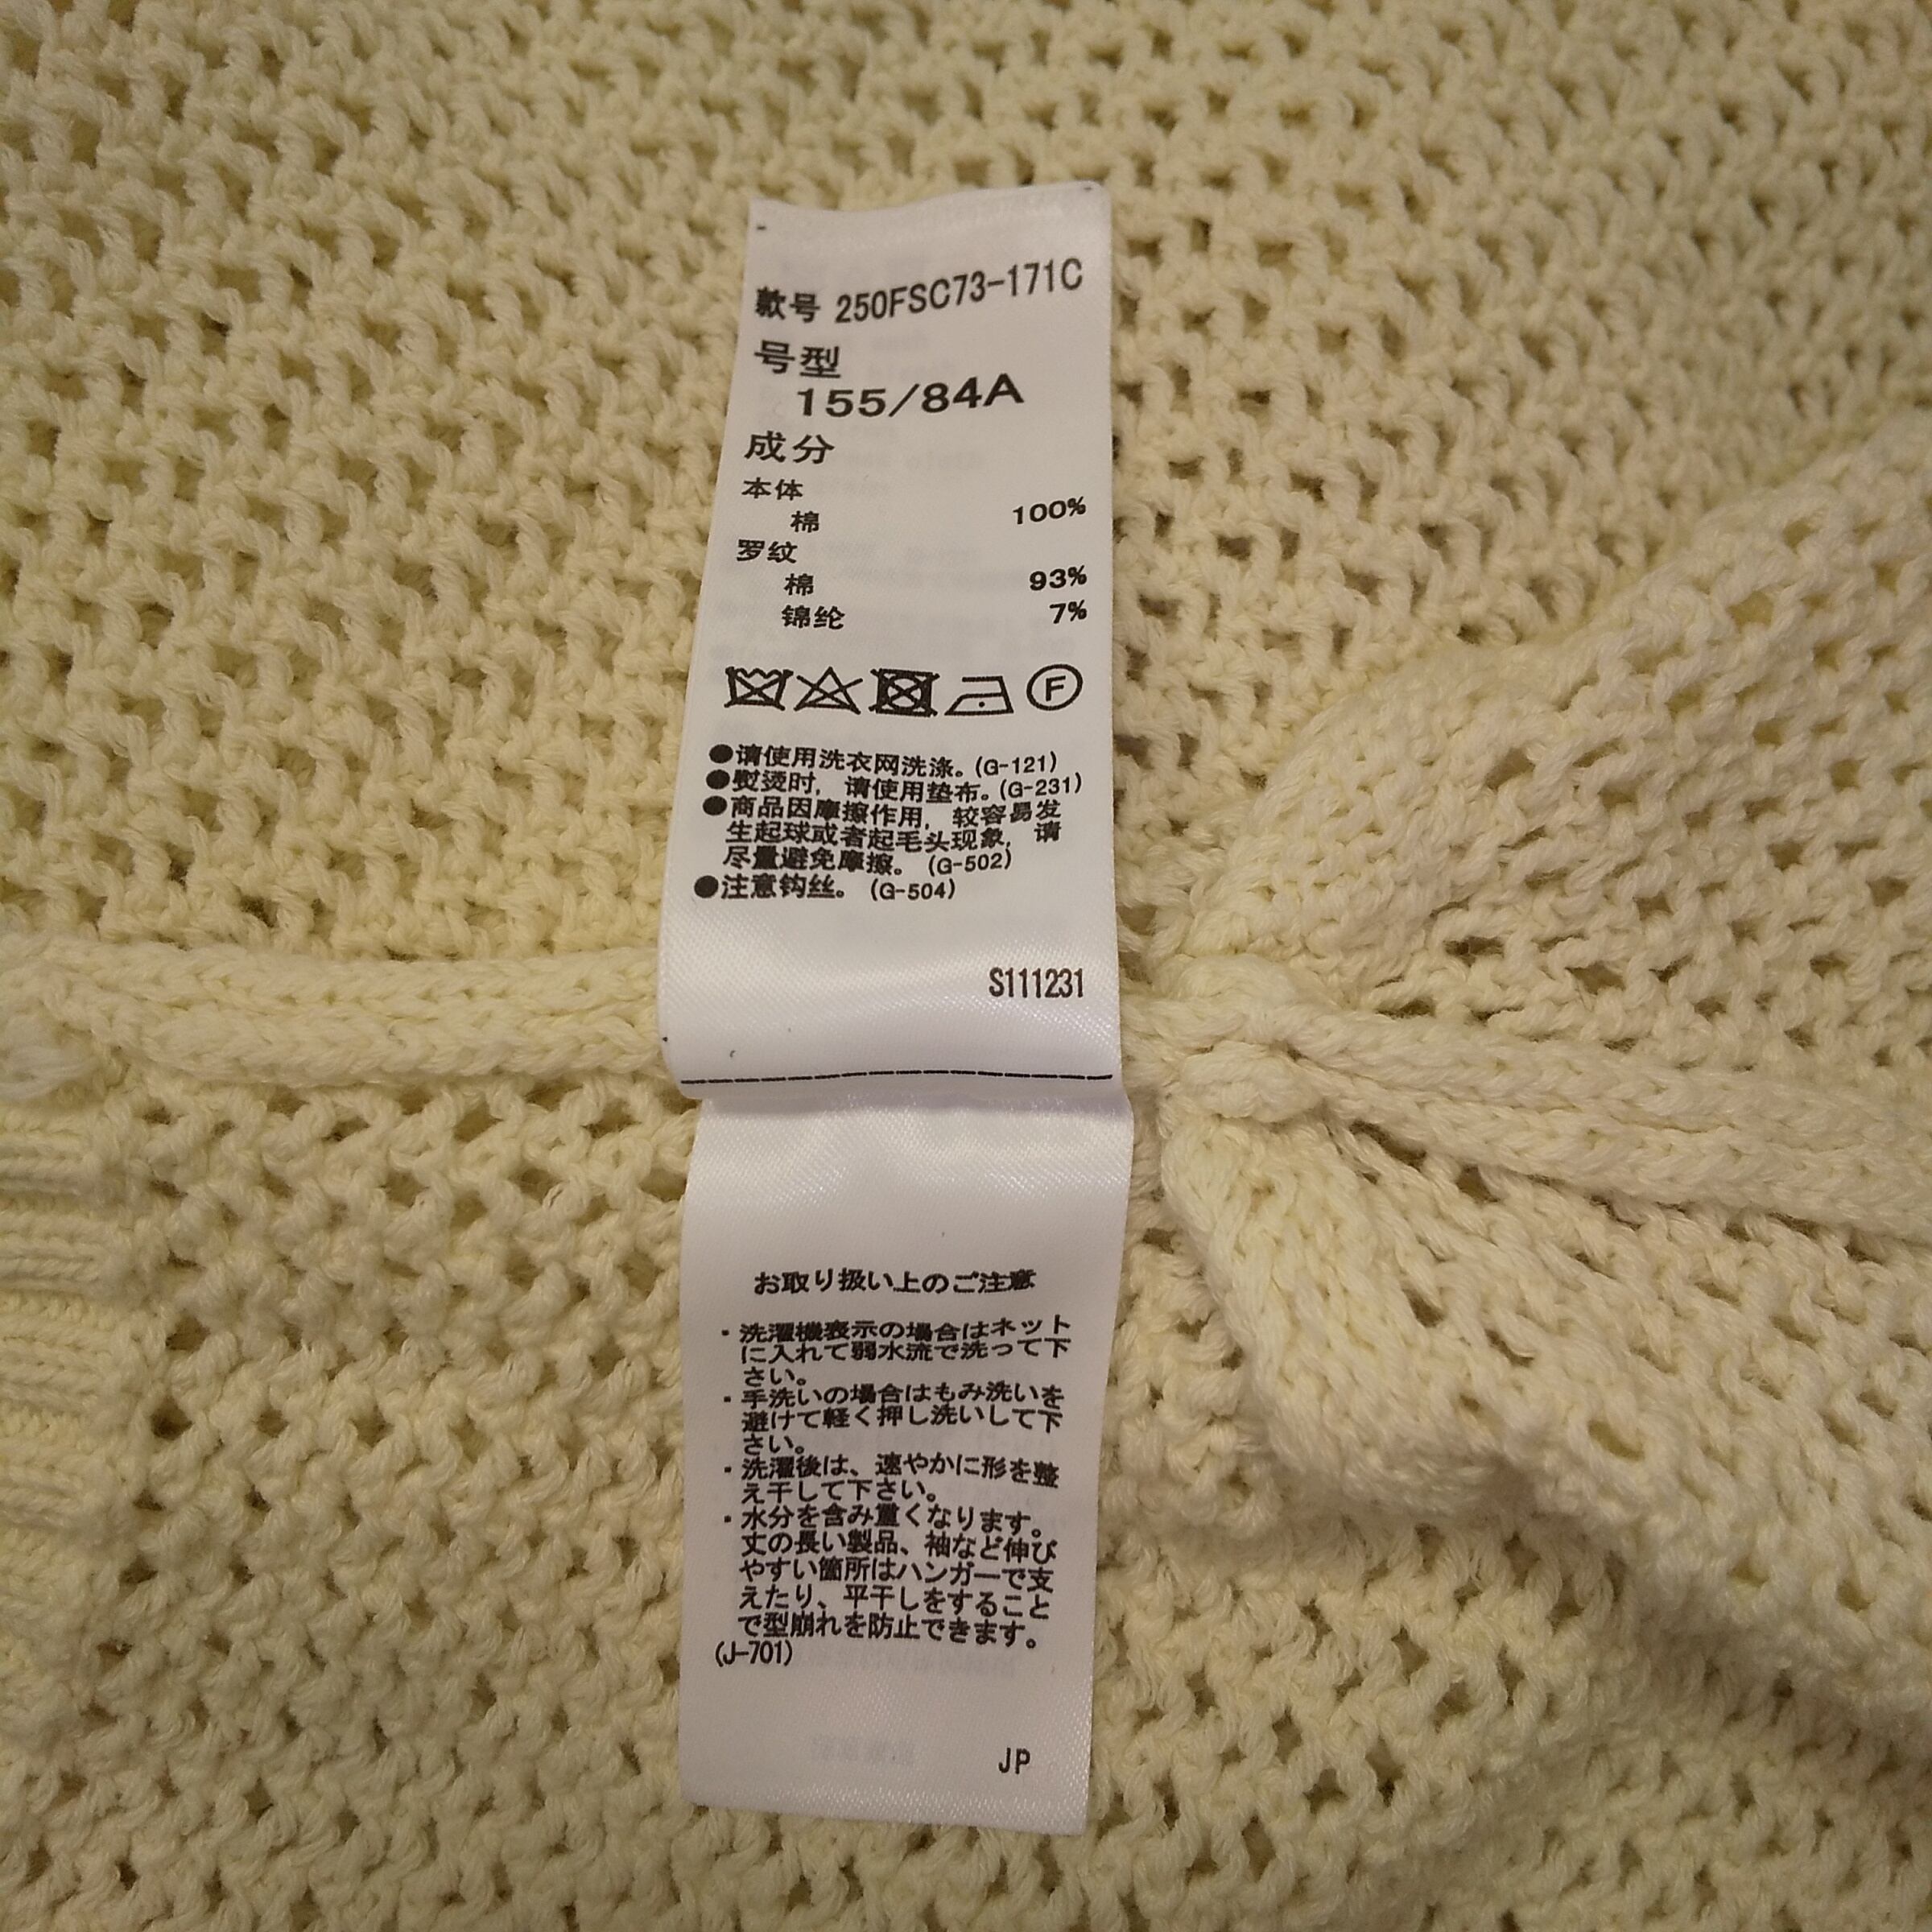 款号 250FSC73-171C
号型
155/84A
成分
本体
棉 100%
罗纹
棉 93%
锦纶 7%
F
●请使用洗衣网洗涤。(G-121)
●熨烫时，请使用垫布。(G-231)
●商品因摩擦作用，较容易发
生起球或者起毛头现象，请
尽量避免摩擦。(G-502)
●注意钩丝。(G-504)
S111231
お取り扱い上のご注意
・洗濯機表示の場合はネット
に入れて弱水流で洗って下
さい。
・手洗いの場合はもみ洗いを
避けて軽く押し洗いして下
さい。
・洗濯後は、速やかに形を整
え干して下さい。
・水分を含み重くなります。
丈の長い製品、袖など伸び
やすい箇所はハンガーで支
えたり、平干しをすること
で型崩れを防止できます。
(J-701)
JP